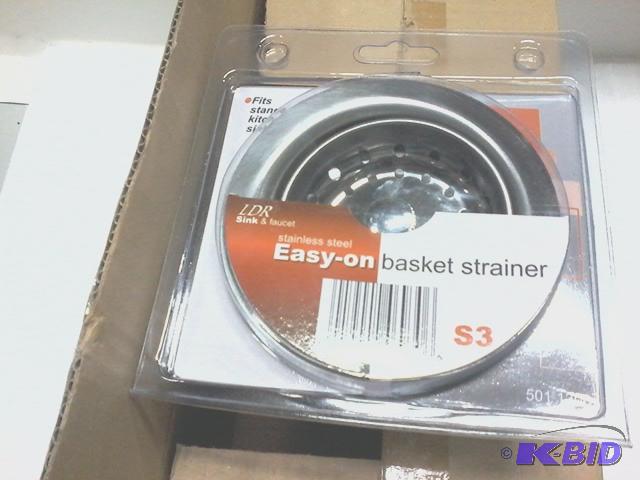 Fits
LDR
Sink & faucet
stainless steel
Easy-on basket strainer
S3
501
© K-BID